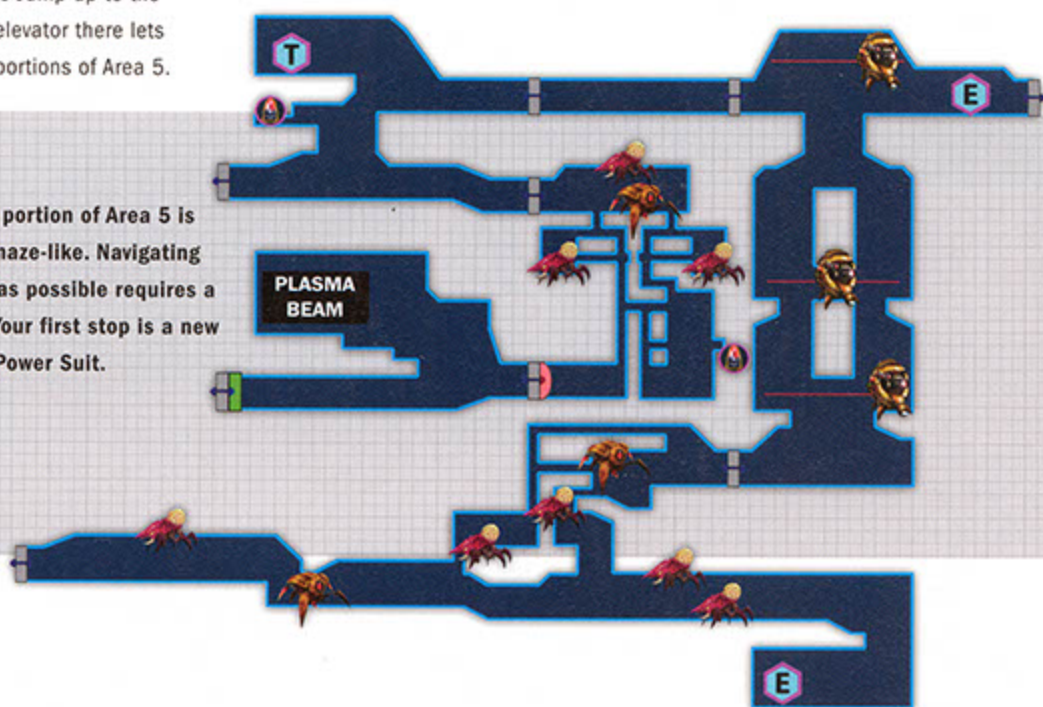 elevator there lets
portions of Area 5.
T
E
portion of Area 5 is
naze-like. Navigating
as possible requires a
Your first stop is a new
Power Suit.
PLASMA
BEAM
E